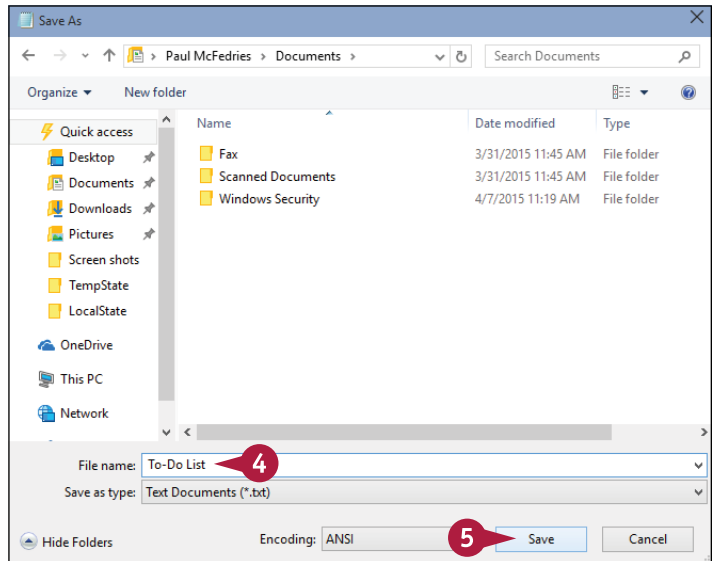 Save As
Paul McFedries > Documents >
Search Documents
Organize
New folder
Name
Date modified
Type
Quick access
Desktop
Documents
Downloads
Pictures
Screen shots
TempState
LocalState
OneDrive
This PC
Network
Fax 3/31/2015 11:45 AM File folder
Scanned Documents 3/31/2015 11:45 AM File folder
Windows Security 4/7/2015 11:19 AM File folder
File name: To-Do List
4
Save as type: Text Documents (*.txt)
Hide Folders
Encoding: ANSI
5
Save
Cancel